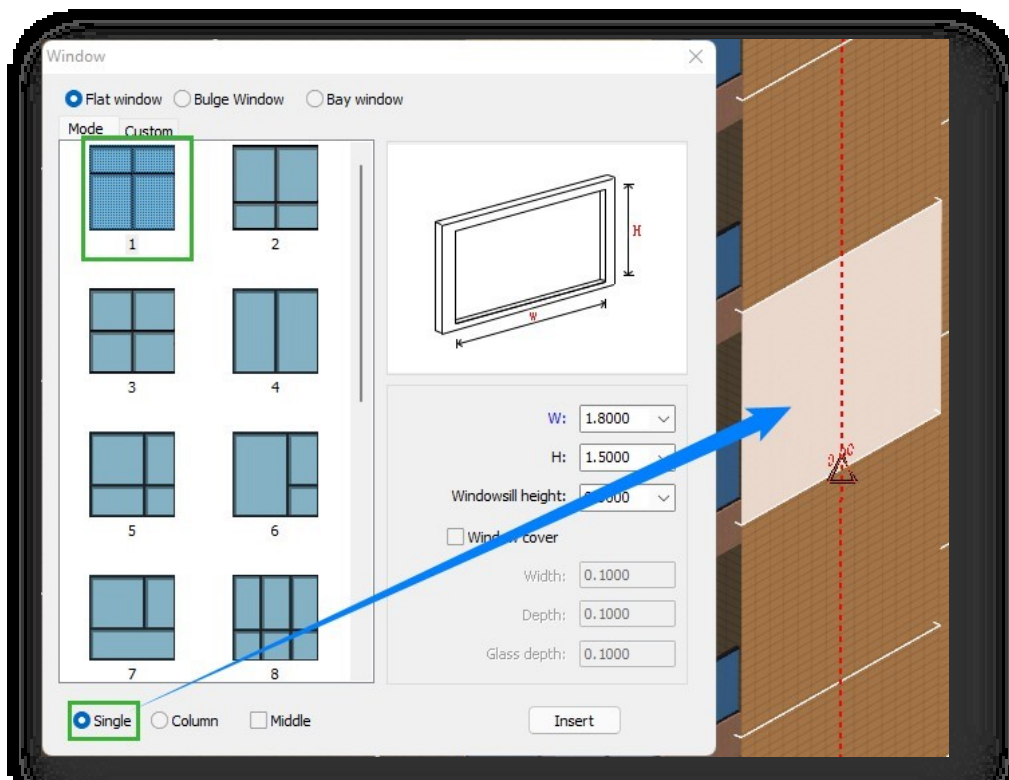 Window
Flat window Bulge Window Bay window
Mode Custom
1 2
3 4
5 6
7 8
H
W
W: 1.8000
H: 1.5000
Windowsill height:
Window cover
Width: 0.1000
Depth: 0.1000
Glass depth: 0.1000
Single Column Middle
Insert